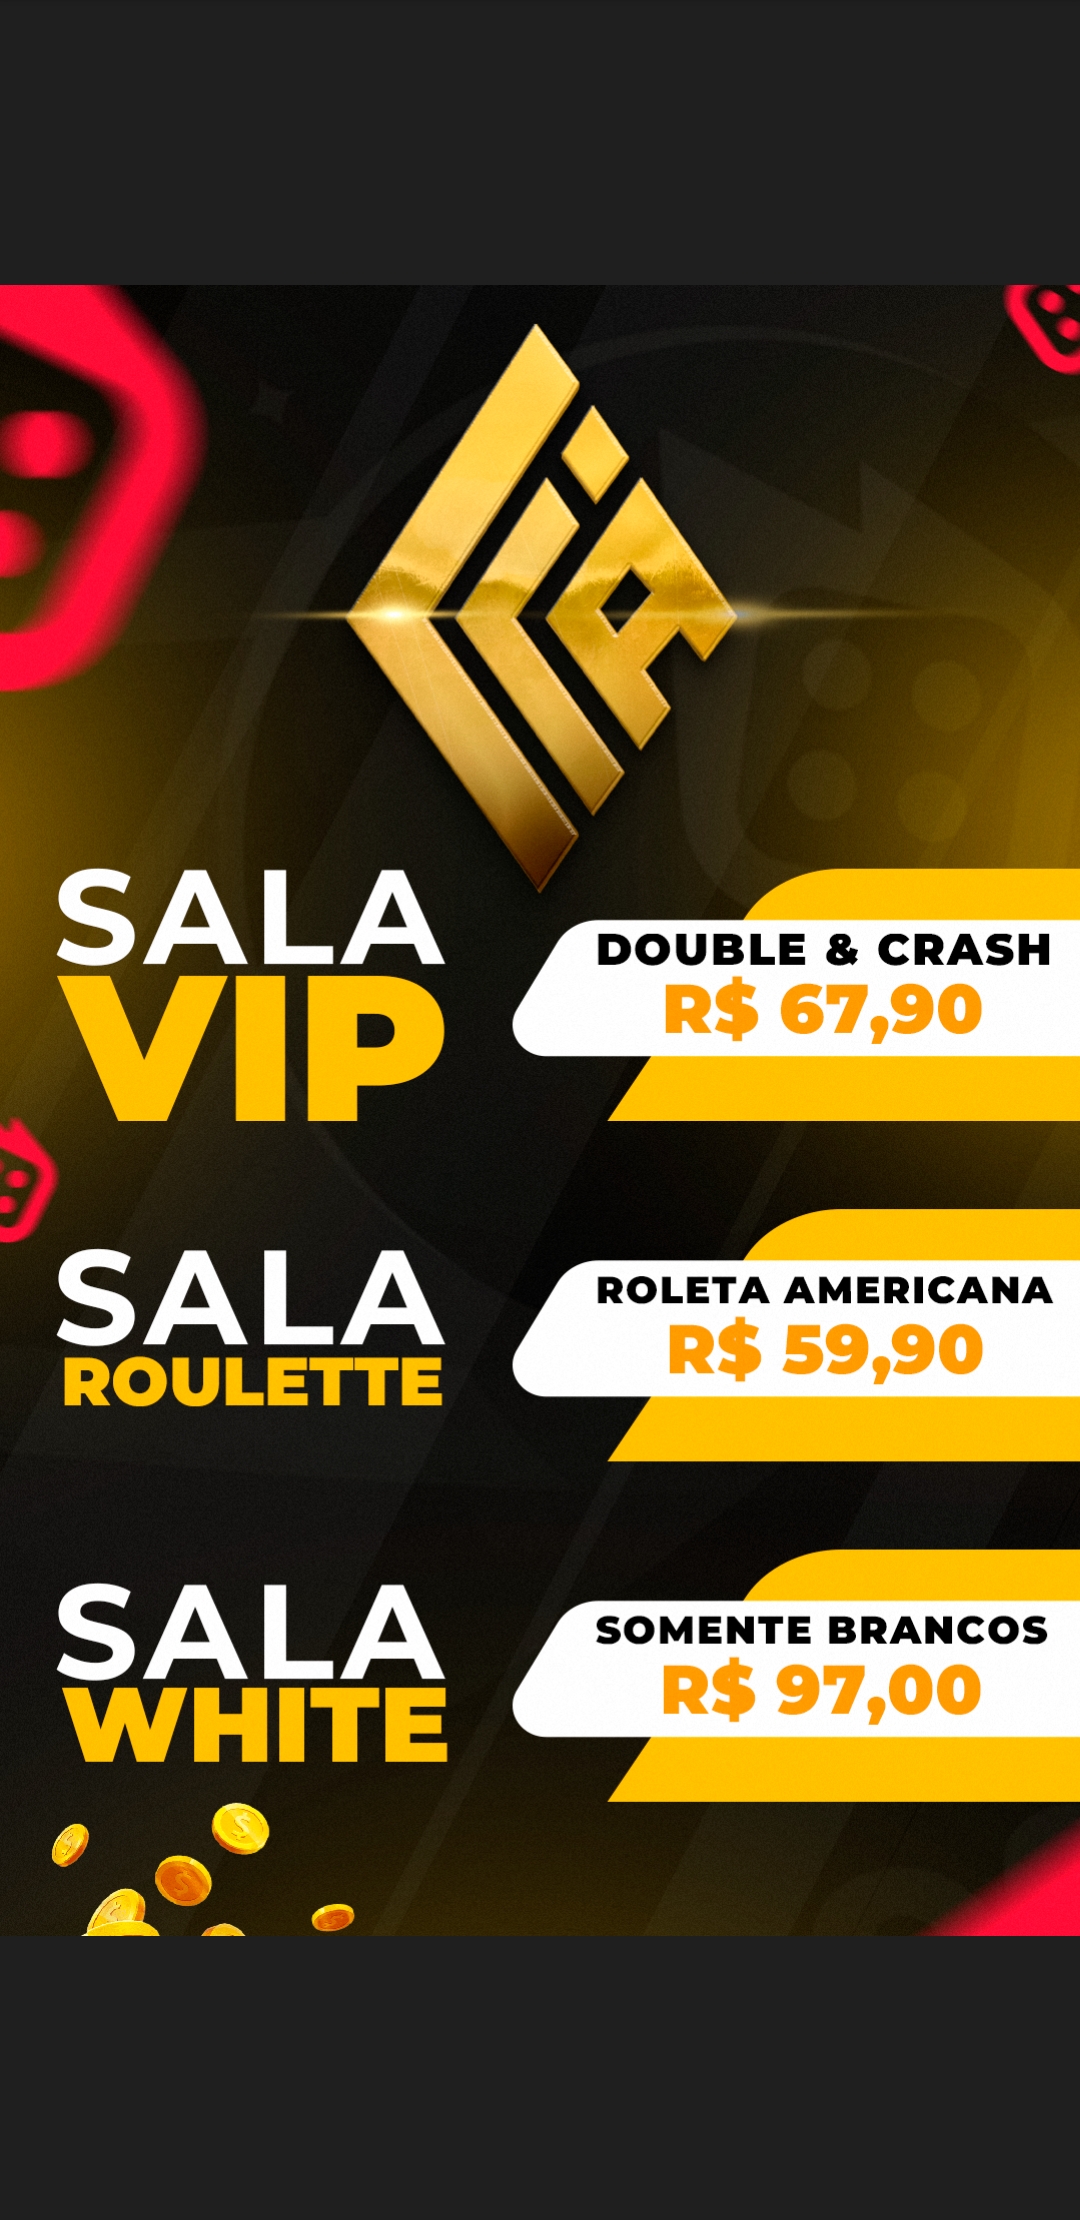 SALA
VIP
DOUBLE & CRASH
R$ 67,90
SALA
ROULETTE
ROLETA AMERICANA
R$ 59,90
SALA
WHITE
SOMENTE BRANCOS
R$ 97,00